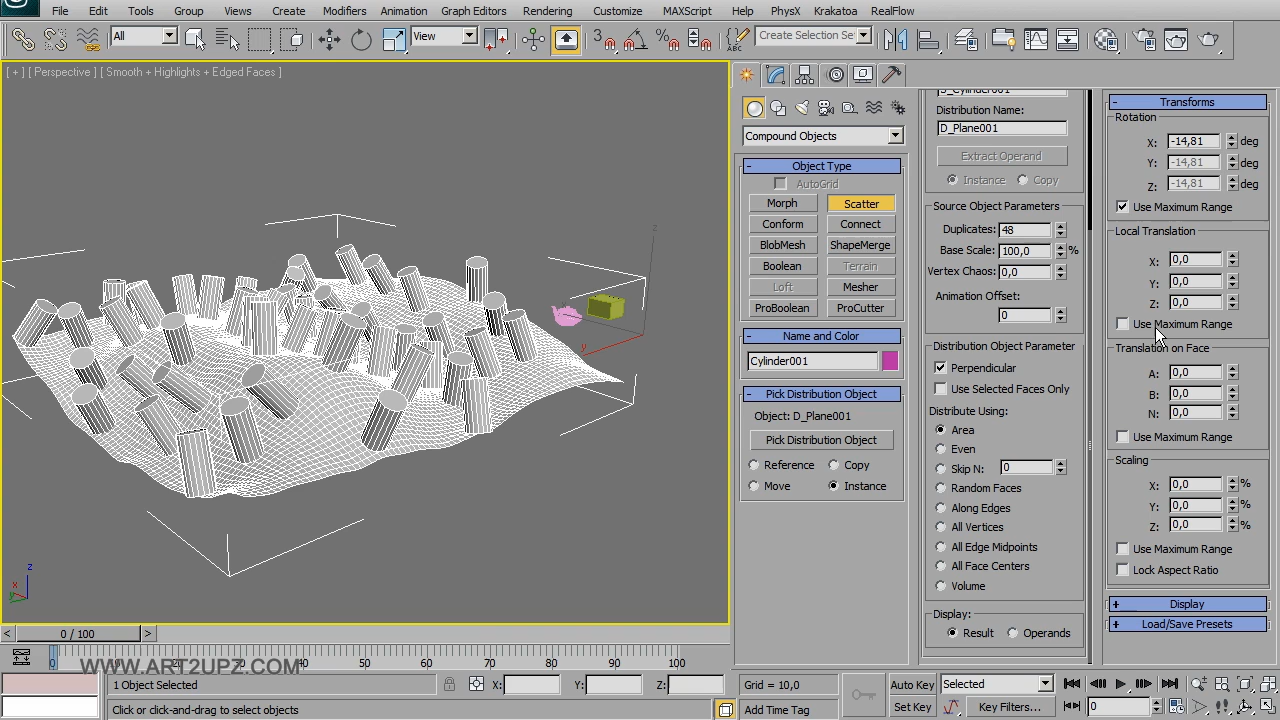 File Edit Tools Group Views Create Modifiers Animation Graph Editors Rendering Customize MAXScript Help PhysX Krakatoa RealFlow
All
View
3
Create Selection Se
[ + ] [ Perspective ] [ Smooth + Highlights + Edged Faces ]
Compound Objects
- Object Type
AutoGrid
Morph Scatter
Conform Connect
BlobMesh ShapeMerge
Boolean Terrain
Loft Mesher
ProBoolean ProCutter
- Name and Color
Cylinder001
- Pick Distribution Object
Object: D_Plane001
Pick Distribution Object
Reference Copy
Move Instance
Distribution Name:
D_Plane001
Extract Operand
Instance Copy
Source Object Parameters
Duplicates: 48
Base Scale: 100,0 %
Vertex Chaos: 0,0
Animation Offset:
0
Distribution Object Parameter
Perpendicular
Use Selected Faces Only
Distribute Using:
Area
Even
Skip N: 0
Random Faces
Along Edges
All Vertices
All Edge Midpoints
All Face Centers
Volume
Display:
Result Operands
- Transforms
Rotation
X: -14,81 deg
Y: -14,81 deg
Z: -14,81 deg
Use Maximum Range
Local Translation
X: 0,0
Y: 0,0
Z: 0,0
Use Maximum Range
Translation on Face
A: 0,0
B: 0,0
N: 0,0
Use Maximum Range
Scaling
X: 0,0 %
Y: 0,0 %
Z: 0,0 %
Use Maximum Range
Lock Aspect Ratio
+ Display
+ Load/Save Presets
z
y
z
x
y
< 0 / 100 >
0 10 20 30 40 50 60 70 80 90 100
WWW.ART2UPZ.COM
1 Object Selected
X: Y: Z:
Grid = 10,0
Auto Key
Selected
Click or click-and-drag to select objects
Add Time Tag
Set Key
Key Filters...
0